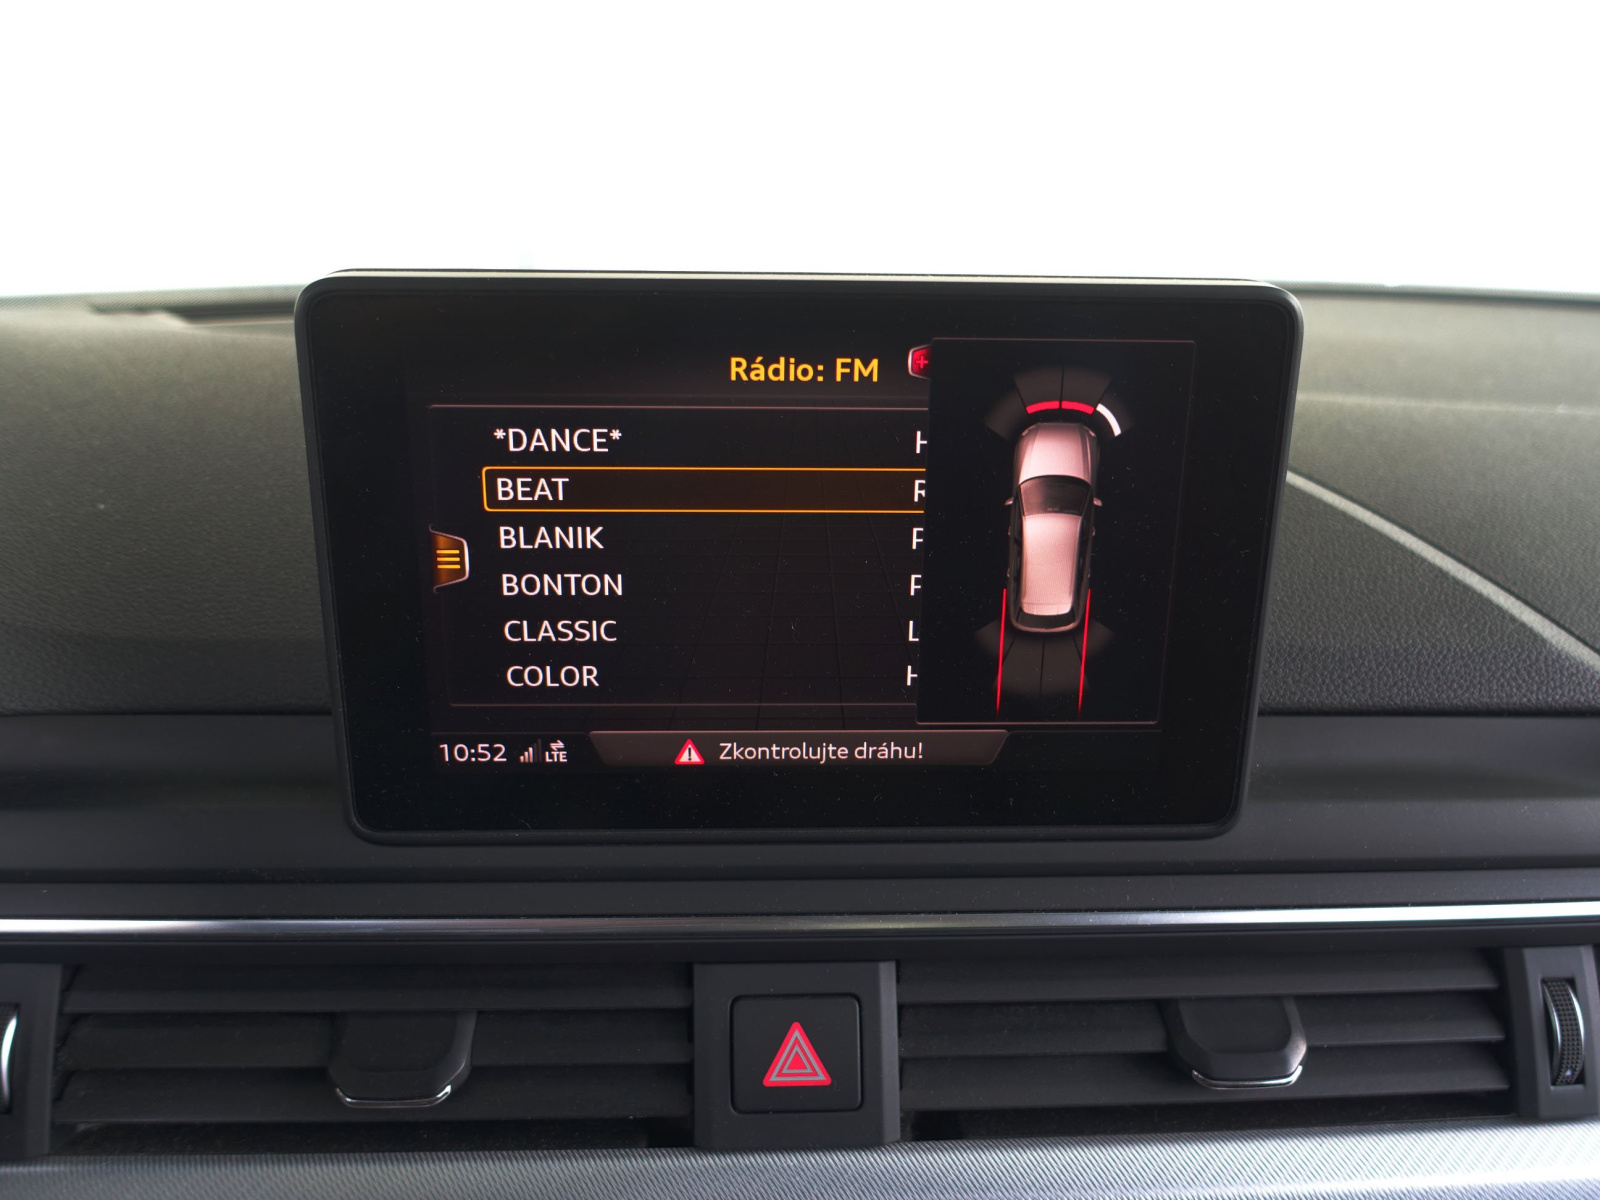 Rádio: FM
*DANCE*
BEAT
BLANIK
BONTON
CLASSIC
COLOR
10:52 LTE Zkontrolujte dráhu!